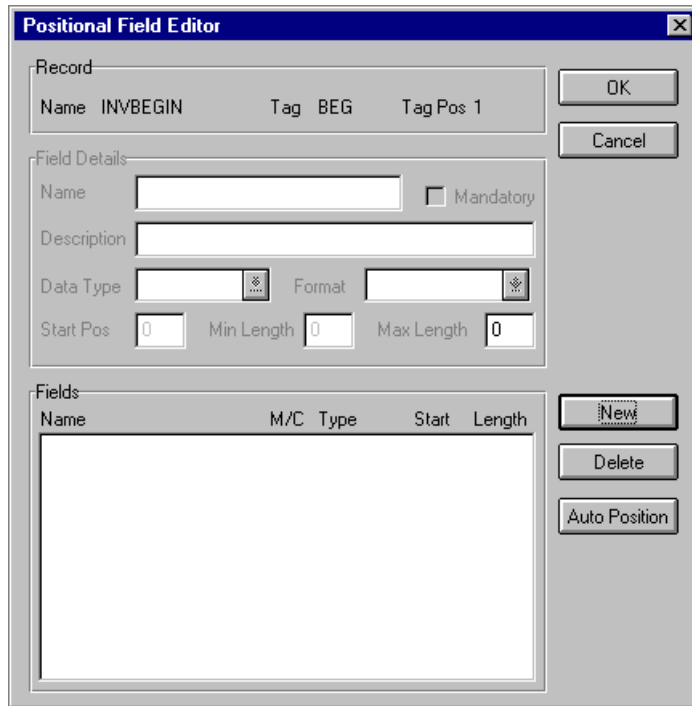 Positional Field Editor
Record
Name INVBEGIN Tag BEG Tag Pos 1
OK
Cancel
Field Details
Name Mandatory
Description
Data Type Format
Start Pos 0 Min Length 0 Max Length 0
Fields
Name M/C Type Start Length
New
Delete
Auto Position